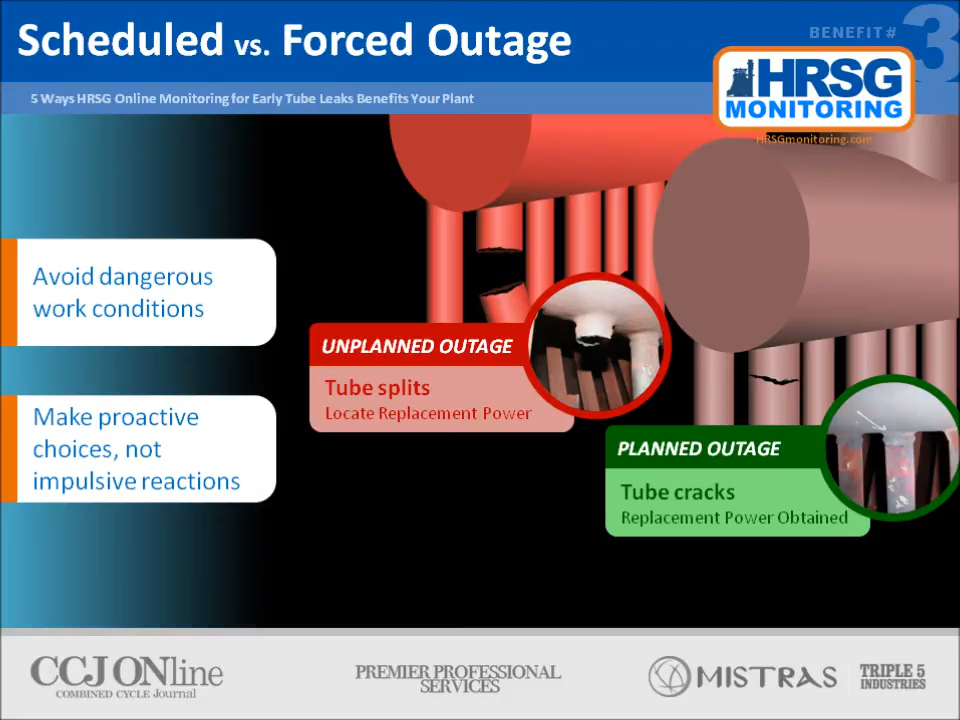 Scheduled vs. Forced Outage
BENEFIT #
3
5 Ways HRSG Online Monitoring for Early Tube Leaks Benefits Your Plant
HRSG
MONITORING
HRSGmonitoring.com
Avoid dangerous
work conditions
UNPLANNED OUTAGE
Tube splits
Locate Replacement Power
Make proactive
choices, not
impulsive reactions
PLANNED OUTAGE
Tube cracks
Replacement Power Obtained
CCJ ONline
COMBINED CYCLE Journal
PREMIER PROFESSIONAL
SERVICES
MISTRAS
TRIPLE 5
INDUSTRIES